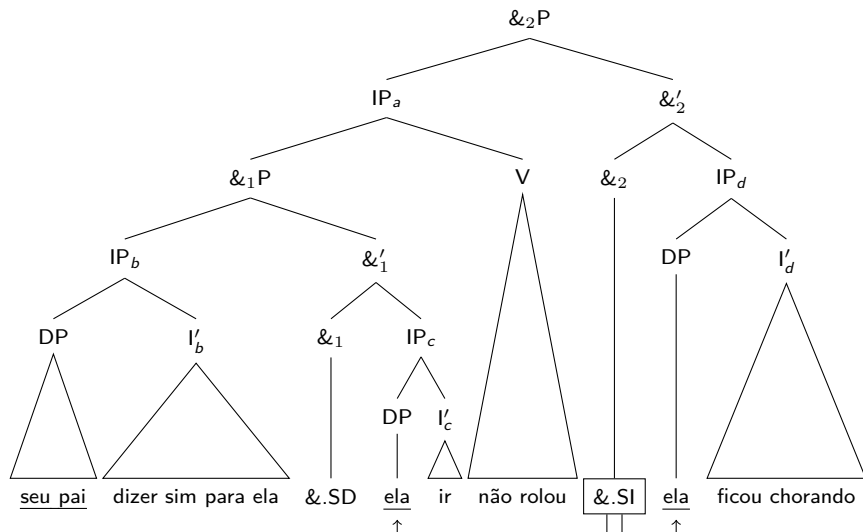 &₂P
IPₐ &′₂
&₁P V &₂ IP_d
IP_b &′₁ DP I′_d
DP I′_b &₁ IP_c
DP I′_c
seu pai dizer sim para ela &.SD ela ir não rolou &.SI ela ficou chorando
↑ ↑